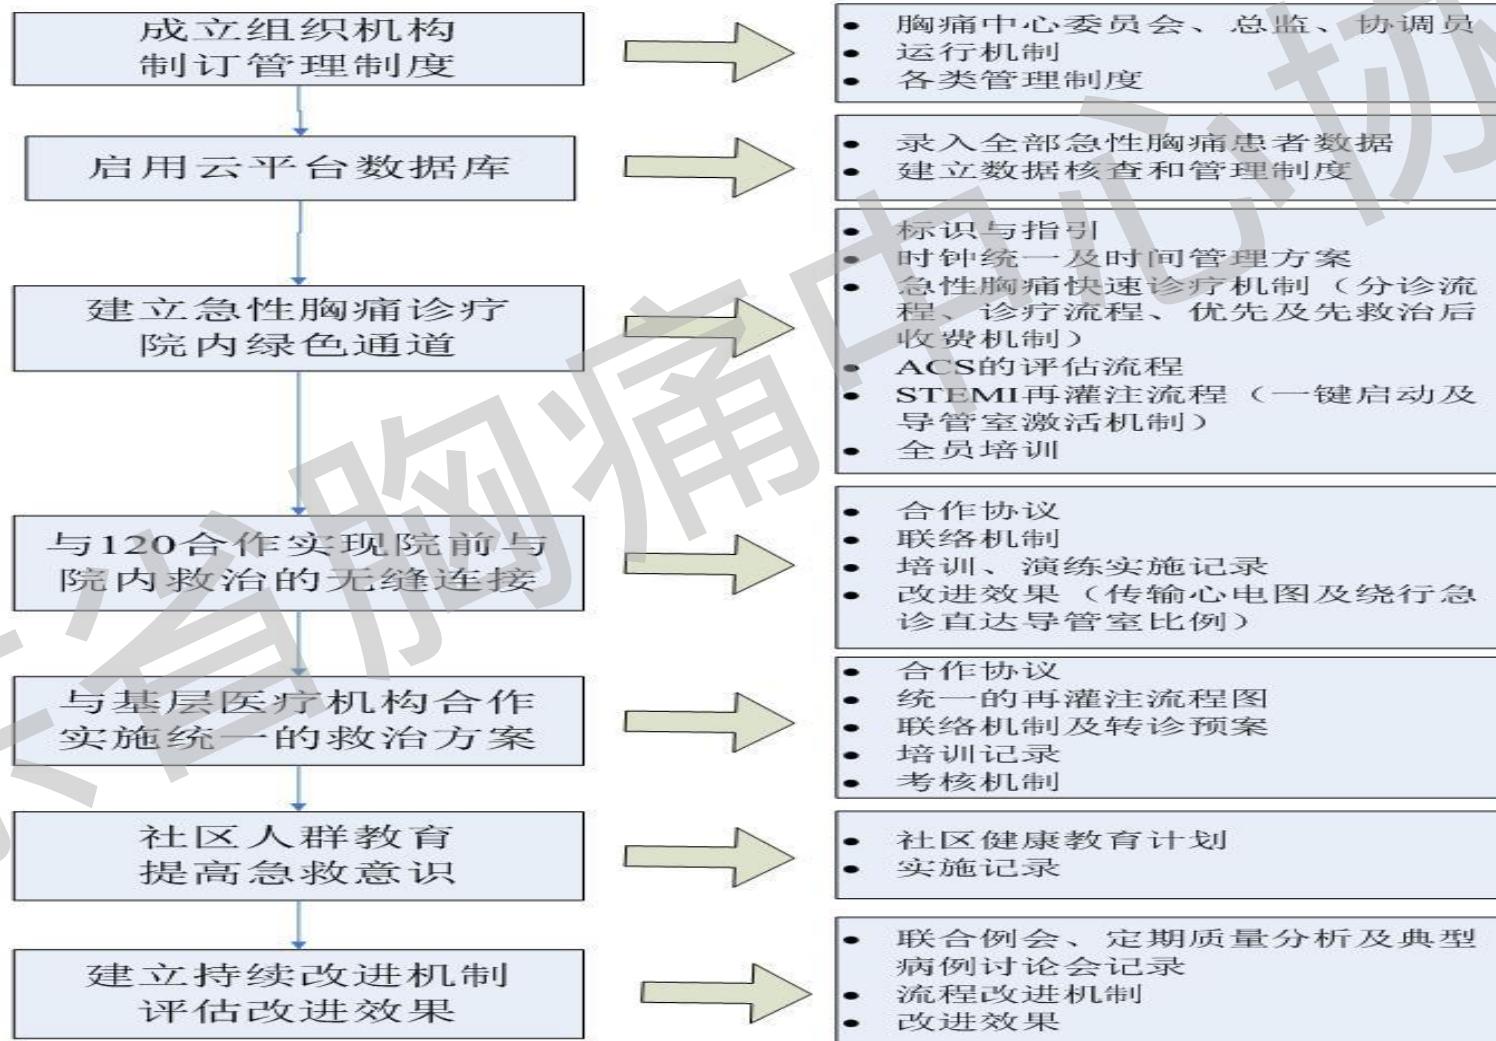 成立组织机构
制订管理制度
• 胸痛中心委员会、总监、协调员
• 运行机制
• 各类管理制度
启用云平台数据库
• 录入全部急性胸痛患者数据
• 建立数据核查和管理制度
建立急性胸痛诊疗
院内绿色通道
• 标识与指引
• 时钟统一及时间管理方案
• 急性胸痛快速诊疗机制（分诊流
程、诊疗流程、优先及先救治后
收费机制）
• ACS的评估流程
• STEMI再灌注流程（一键启动及
导管室激活机制）
• 全员培训
与120合作实现院前与
院内救治的无缝连接
• 合作协议
• 联络机制
• 培训、演练实施记录
• 改进效果（传输心电图及绕行急
诊直达导管室比例）
与基层医疗机构合作
实施统一的救治方案
• 合作协议
• 统一的再灌注流程图
• 联络机制及转诊预案
• 培训记录
• 考核机制
社区人群教育
提高急救意识
• 社区健康教育计划
• 实施记录
建立持续改进机制
评估改进效果
• 联合例会、定期质量分析及典型
病例讨论会记录
• 流程改进机制
• 改进效果
省胸痛中心协